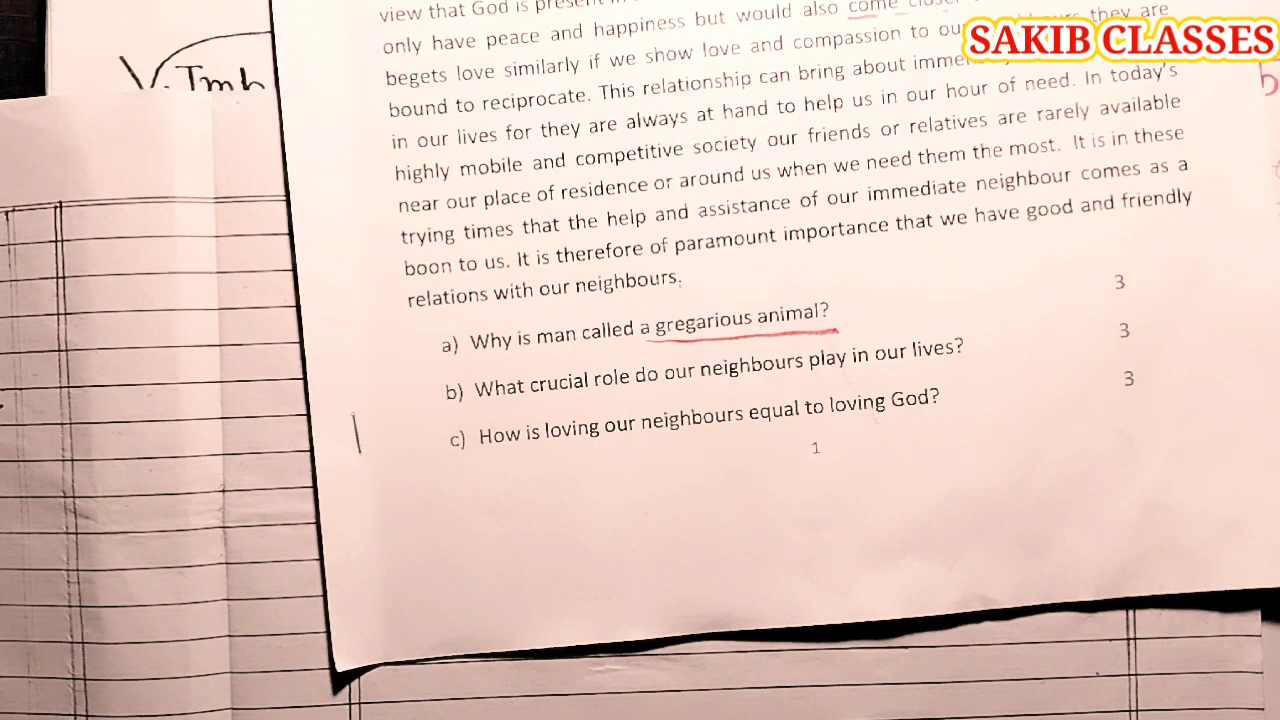 view that God is present in
only have peace and happiness but would also come closer
begets love similarly if we show love and compassion to our they are
bound to reciprocate. This relationship can bring about
in our lives for they are always at hand to help us in our hour of need. In today's
highly mobile and competitive society our friends or relatives are rarely available
near our place of residence or around us when we need them the most. It is in these
trying times that the help and assistance of our immediate neighbour comes as a
boon to us. It is therefore of paramount importance that we have good and friendly
relations with our neighbours.
a) Why is man called a gregarious animal? 3
b) What crucial role do our neighbours play in our lives? 3
c) How is loving our neighbours equal to loving God? 3
1
SAKIB CLASSES
V. Imp